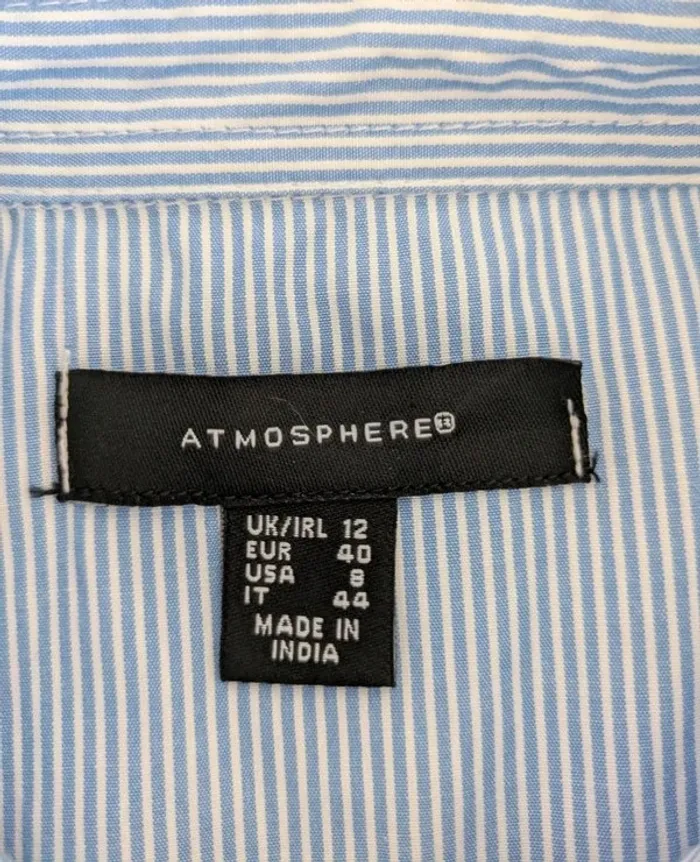 ATMOSPHERE®
UK/IRL 12
EUR 40
USA 8
IT 44
MADE IN
INDIA